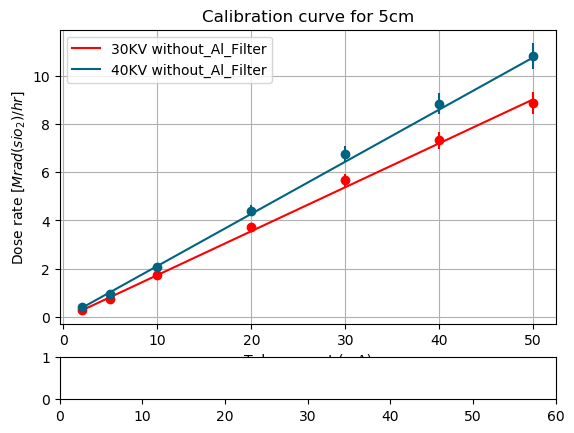 Calibration curve for 5cm
30KV without_Al_Filter
40KV without_Al_Filter
Dose rate [Mrad(sio₂)/hr]
10
8
6
4
2
0
0 10 20 30 40 50
1
0
0 10 20 30 40 50 60